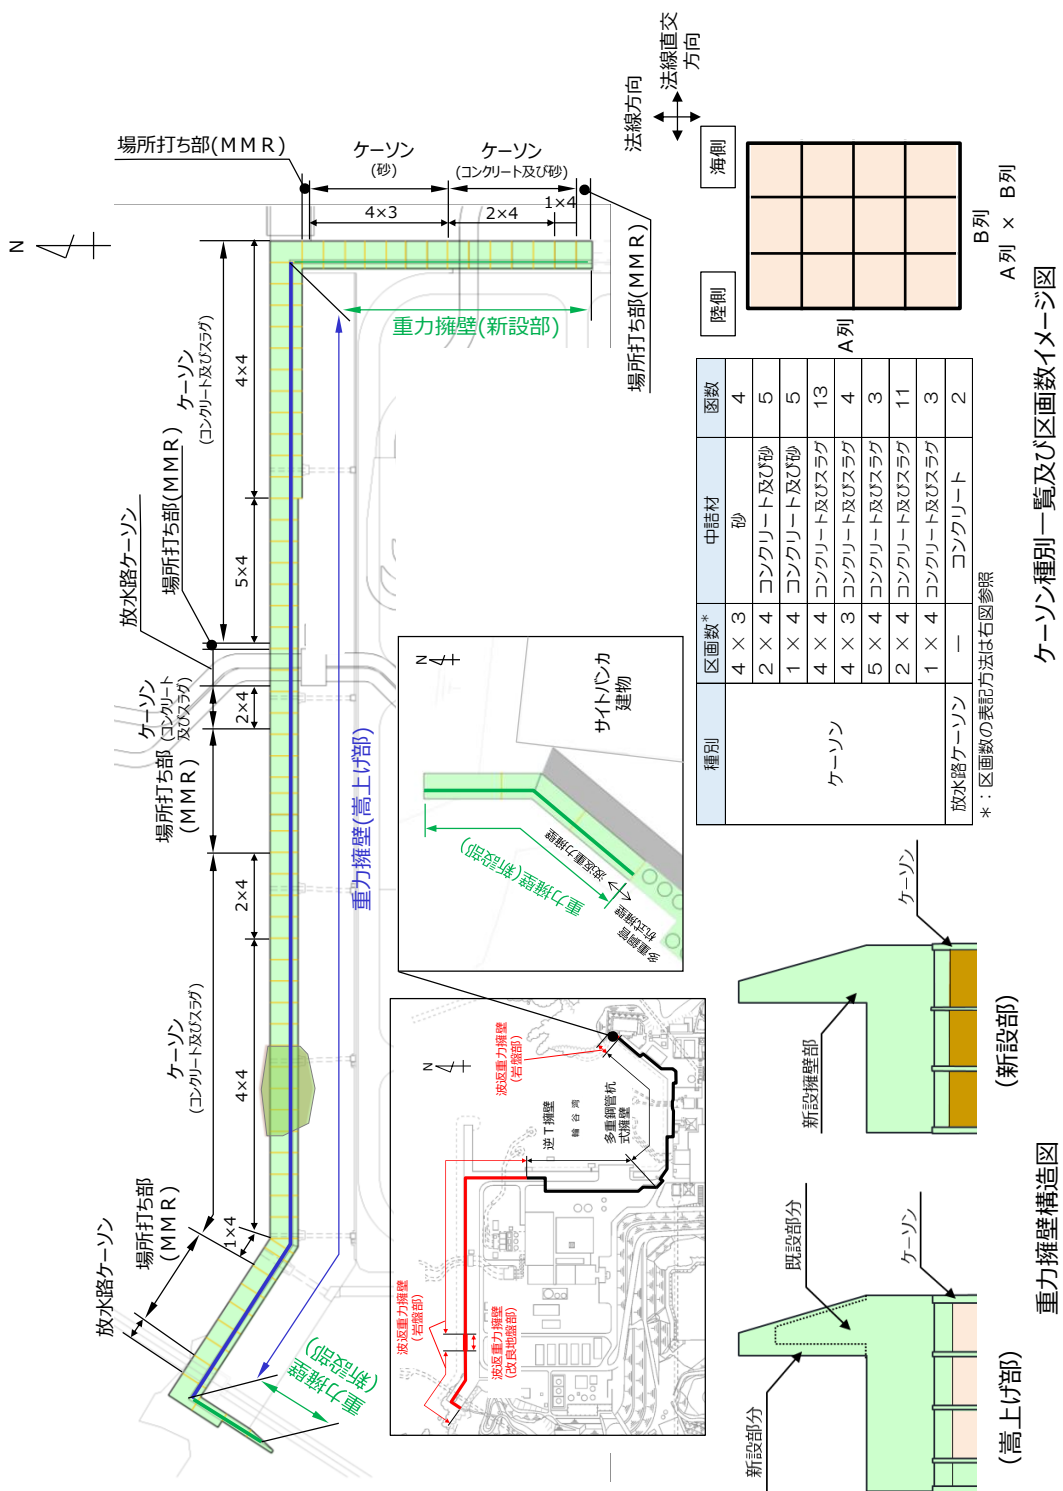 N
場所打ち部(MMR)
ケーソン
(砂)
ケーソン
(コンクリート及び砂)
4×3
2×4
1×4
場所打ち部(MMR)
重力擁壁(新設部)
ケーソン
(コンクリート及びスラグ)
4×4
5×4
場所打ち部(MMR)
放水路ケーソン
ケーソン
(コンクリート
及びスラグ)
2×4
場所打ち部
(MMR)
重力擁壁(嵩上げ部)
ケーソン
(コンクリート及びスラグ)
2×4
4×4
1×4
場所打ち部
(MMR)
放水路ケーソン
重力擁壁
(新設部)
N
サイトバンカ
建物
重力擁壁(新設部)
波返重力擁壁
多重鋼管
杭式擁壁
N
波返重力擁壁
(岩盤部)
逆T擁壁
輪谷湾
多重鋼管杭
式擁壁
波返重力擁壁
(岩盤部)
波返重力擁壁
(改良地盤部)
法線方向
法線直交
方向
海側
陸側
A列
B列
A列 × B列
種別 区画数* 中詰材 函数
ケーソン 4 × 3 砂 4
2 × 4 コンクリート及び砂 5
1 × 4 コンクリート及び砂 5
4 × 4 コンクリート及びスラグ 13
4 × 3 コンクリート及びスラグ 4
5 × 4 コンクリート及びスラグ 3
2 × 4 コンクリート及びスラグ 11
1 × 4 コンクリート及びスラグ 3
放水路ケーソン ― コンクリート 2
*:区画数の表記方法は右図参照
ケーソン種別一覧及び区画数イメージ図
新設部分
既設部分
ケーソン
(嵩上げ部)
新設擁壁部
ケーソン
(新設部)
重力擁壁構造図